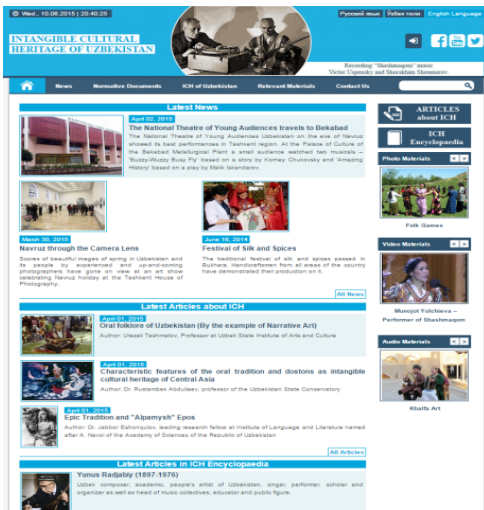 Wed., 10.06.2015 | 20:40:25
Русский язык
Ўзбек тили
English Language
INTANGIBLE CULTURAL
HERITAGE OF UZBEKISTAN
Recording "Shashmaqom" music
Victor Uspensky and Shorakhim Shoumarov
News
Normative Documents
ICH of Uzbekistan
Relevant Materials
Contact Us
Latest News
April 02, 2015
The National Theatre of Young Audiences travels to Bekabad
The National Theatre of Young Audiences Uzbekistan on the eve of Navruz
showed its best performances in Tashkent region. At the Palace of Culture of
the Bekabad Metallurgical Plant a small audience watched two musicals –
'Buzzy-Wuzzy Busy Fly' based on a story by Korney Chukovsky and 'Amazing
History' based on a play by Malik Iskandarov.
March 30, 2015
Navruz through the Camera Lens
Scores of beautiful images of spring in Uzbekistan and
its people by experienced and up-and-coming
photographers have gone on view at an art show
celebrating Navruz holiday at the Tashkent House of
Photography.
June 16, 2014
Festival of Silk and Spices
The traditional festival of silk and spices passed in
Bukhara. Handicraftsmen from all areas of the country
have demonstrated their production on it.
All News
Latest Articles about ICH
April 01, 2015
Oral folklore of Uzbekistan (By the example of Narrative Art)
Author: Urazali Tashmatov, Professor at Uzbek State Institute of Arts and Culture
April 01, 2015
Characteristic features of the oral tradition and dostons as intangible
cultural heritage of Central Asia
Author: Dr. Rustambek Abdullaev, professor of the Uzbek State Conservatory
April 01, 2015
Epic Tradition and "Alpamysh" Epos
Author: Dr. Jabbor Eshonqulov, leading research fellow at Institute of Language and Literature named
after A. Navoi of the Academy of Sciences of the Republic of Uzbekistan
All Articles
Latest Articles in ICH Encyclopaedia
Yunus Radjabiy (1897-1976)
Uzbek composer, academic, people's artist of Uzbekistan, singer, performer, scholar and
organizer as well as head of music collectives, educator and public figure.
ARTICLES
about ICH
ICH
Encyclopaedia
Photo Materials
Folk Games
Video Materials
Munojot Yolchieva –
Performer of Shashmaqom
Audio Materials
Khalfa Art